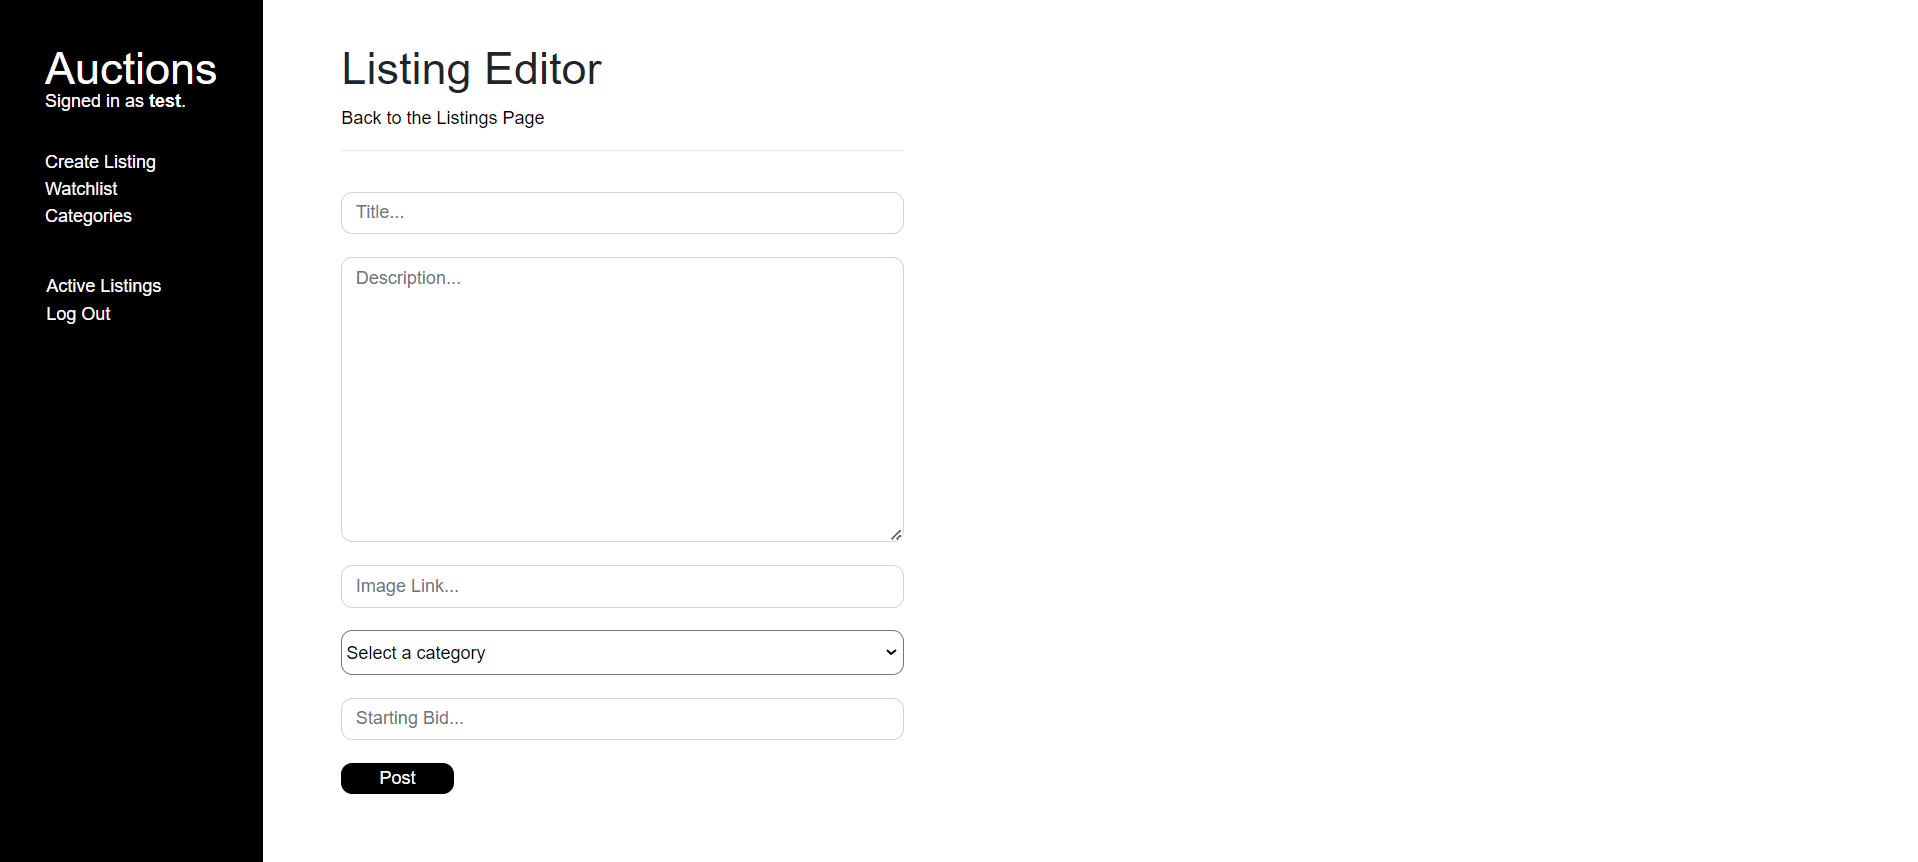 Auctions
Signed in as test.
Create Listing
Watchlist
Categories
Active Listings
Log Out
Listing Editor
Back to the Listings Page
Title...
Description...
Image Link...
Select a category
Starting Bid...
Post